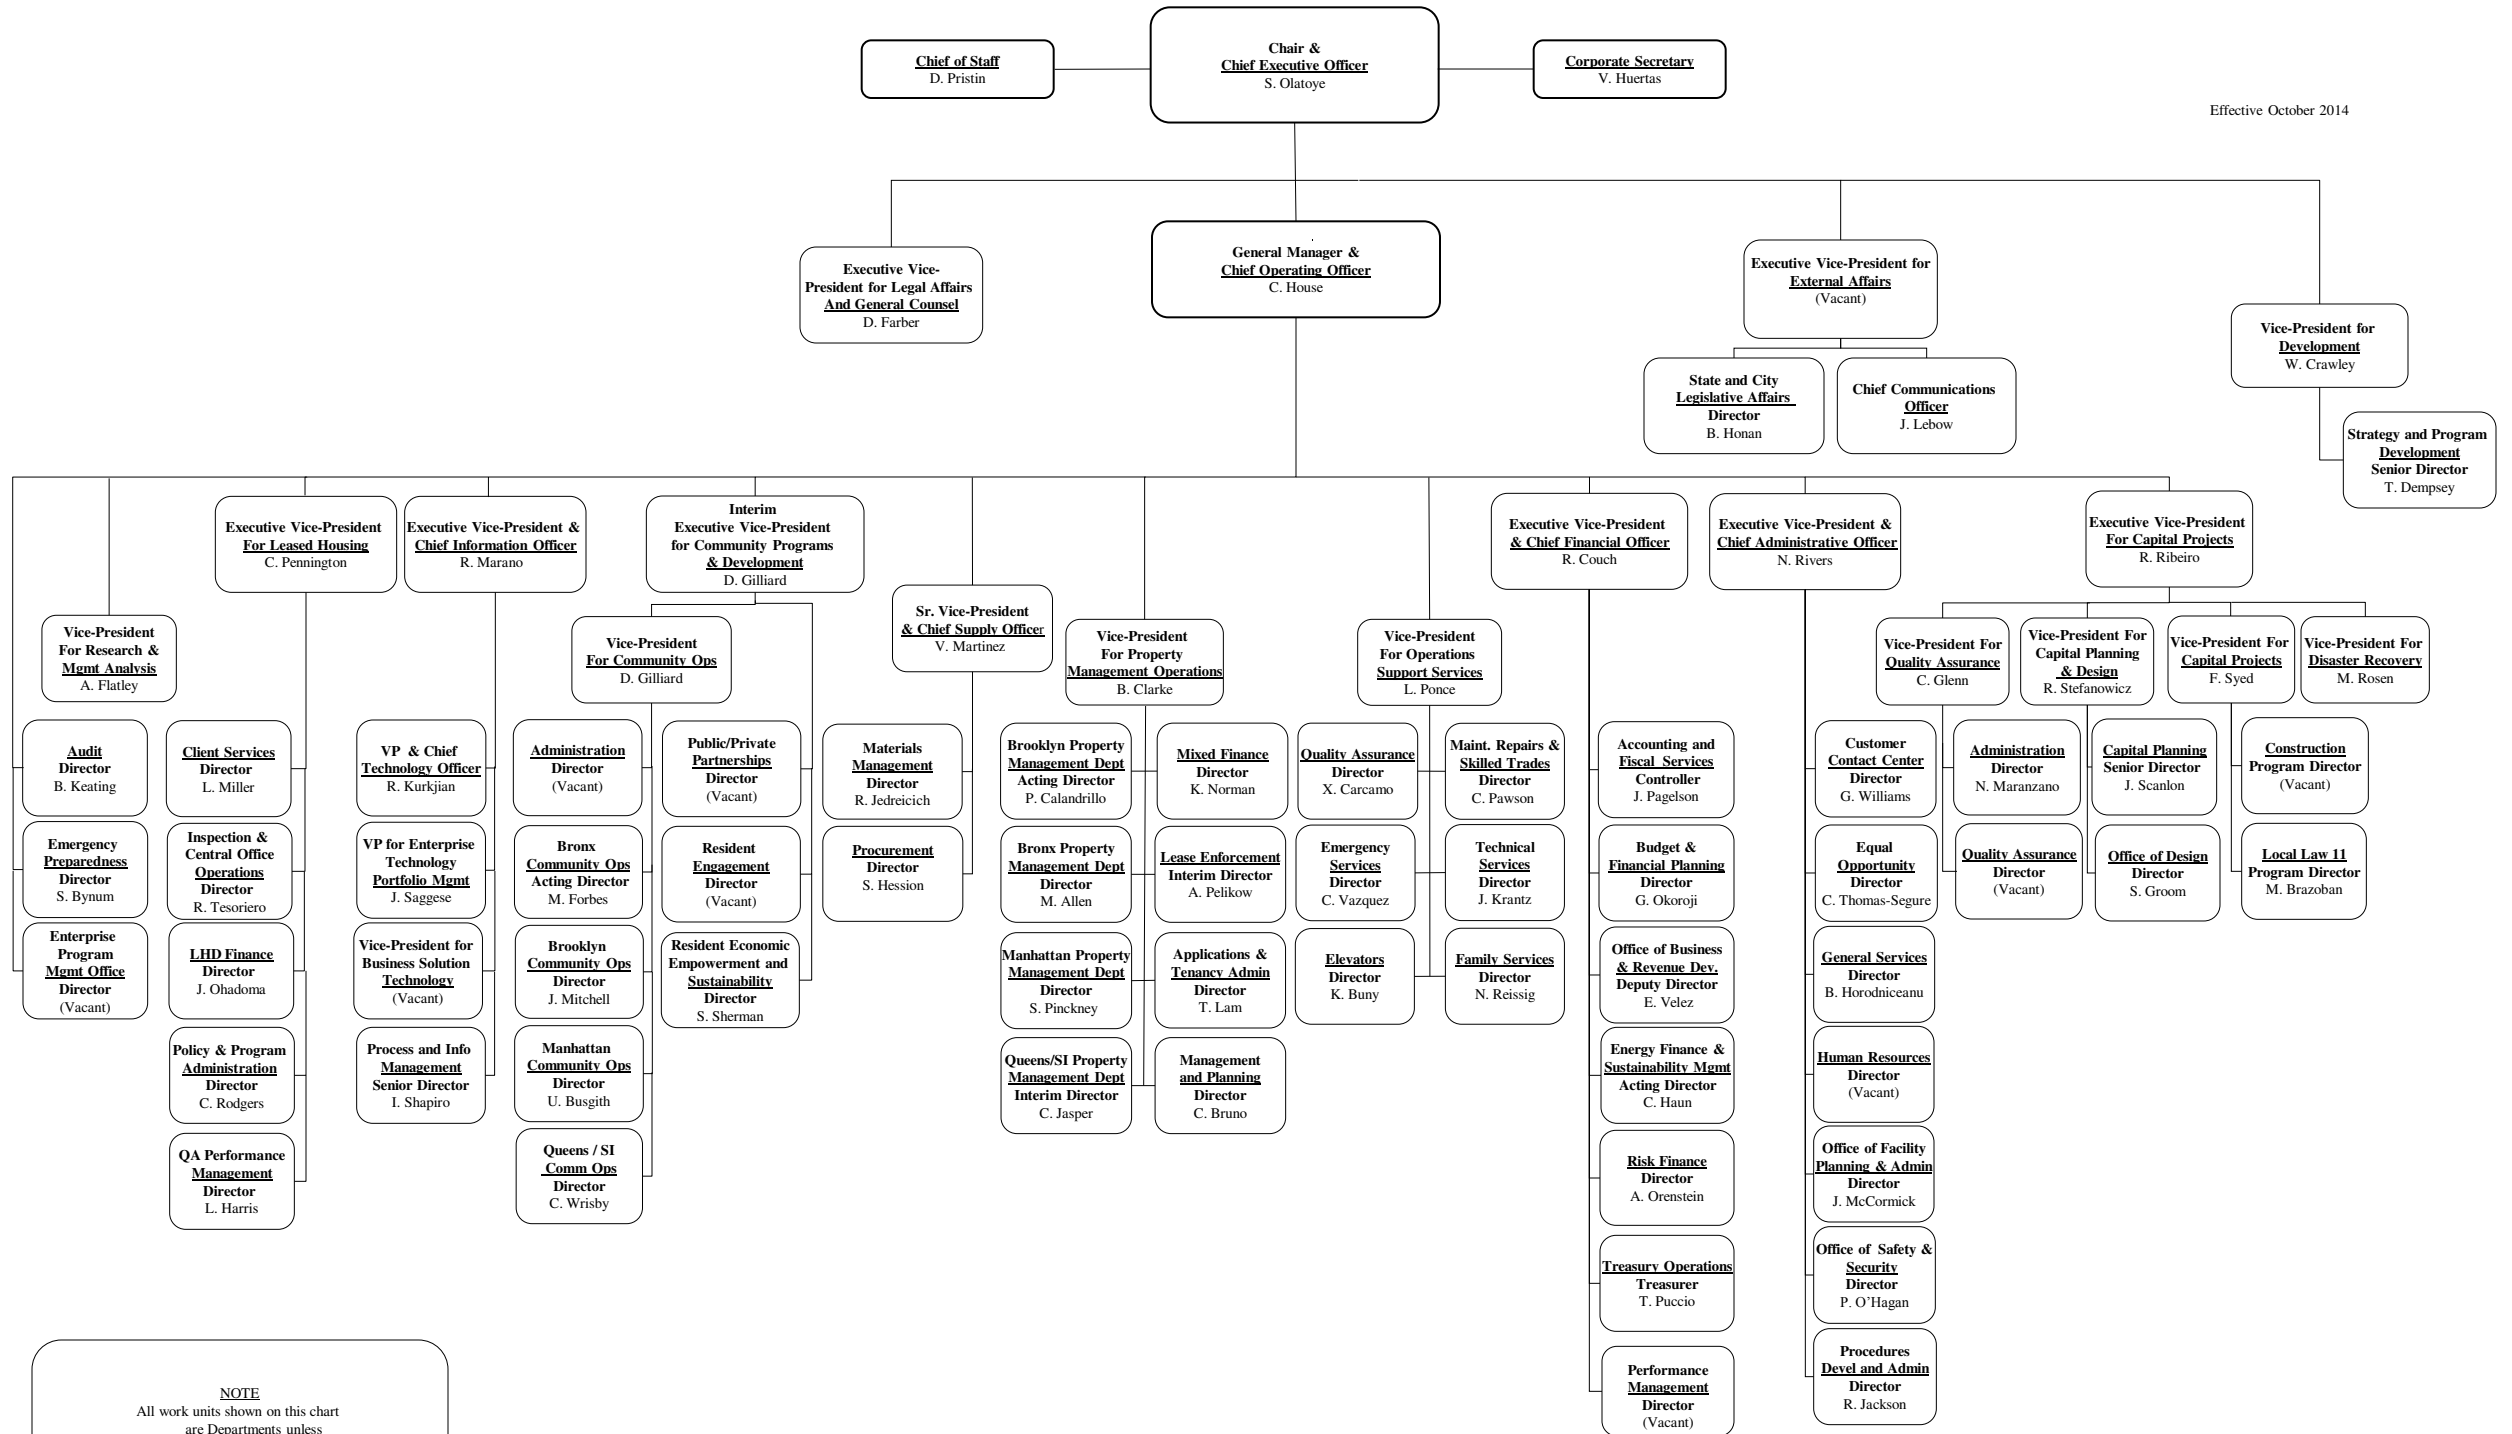 Chief of Staff
D. Pristin
Chair &
Chief Executive Officer
S. Olatoye
Corporate Secretary
V. Huertas
Effective October 2014
Executive Vice-
President for Legal Affairs
And General Counsel
D. Farber
General Manager &
Chief Operating Officer
C. House
Executive Vice-President for
External Affairs
(Vacant)
State and City
Legislative Affairs
Director
B. Honan
Chief Communications
Officer
J. Lebow
Vice-President for
Development
W. Crawley
Strategy and Program
Development
Senior Director
T. Dempsey
Vice-President
For Research &
Mgmt Analysis
A. Flatley
Audit
Director
B. Keating
Emergency
Preparedness
Director
S. Bynum
Enterprise
Program
Mgmt Office
Director
(Vacant)
Executive Vice-President
For Leased Housing
C. Pennington
Client Services
Director
L. Miller
Inspection &
Central Office
Operations
Director
R. Tesoriero
LHD Finance
Director
J. Ohadoma
Policy & Program
Administration
Director
C. Rodgers
QA Performance
Management
Director
L. Harris
Executive Vice-President &
Chief Information Officer
R. Marano
VP & Chief
Technology Officer
R. Kurkjian
VP for Enterprise
Technology
Portfolio Mgmt
J. Saggese
Vice-President for
Business Solution
Technology
(Vacant)
Process and Info
Management
Senior Director
I. Shapiro
Interim
Executive Vice-President
for Community Programs
& Development
D. Gilliard
Vice-President
For Community Ops
D. Gilliard
Administration
Director
(Vacant)
Bronx
Community Ops
Acting Director
M. Forbes
Brooklyn
Community Ops
Director
J. Mitchell
Manhattan
Community Ops
Director
U. Busgith
Queens / SI
Comm Ops
Director
C. Wrisby
Public/Private
Partnerships
Director
(Vacant)
Resident
Engagement
Director
(Vacant)
Resident Economic
Empowerment and
Sustainability
Director
S. Sherman
Sr. Vice-President
& Chief Supply Officer
V. Martinez
Materials
Management
Director
R. Jedreicich
Procurement
Director
S. Hession
Vice-President
For Property
Management Operations
B. Clarke
Brooklyn Property
Management Dept
Acting Director
P. Calandrillo
Bronx Property
Management Dept
Director
M. Allen
Manhattan Property
Management Dept
Director
S. Pinckney
Queens/SI Property
Management Dept
Interim Director
C. Jasper
Mixed Finance
Director
K. Norman
Lease Enforcement
Interim Director
A. Pelikow
Applications &
Tenancy Admin
Director
T. Lam
Management
and Planning
Director
C. Bruno
Vice-President
For Operations
Support Services
L. Ponce
Quality Assurance
Director
X. Carcamo
Emergency
Services
Director
C. Vazquez
Elevators
Director
K. Buny
Maint. Repairs &
Skilled Trades
Director
C. Pawson
Technical
Services
Director
J. Krantz
Family Services
Director
N. Reissig
Executive Vice-President
& Chief Financial Officer
R. Couch
Accounting and
Fiscal Services
Controller
J. Pagelson
Budget &
Financial Planning
Director
G. Okoroji
Office of Business
& Revenue Dev.
Deputy Director
E. Velez
Energy Finance &
Sustainability Mgmt
Acting Director
C. Haun
Risk Finance
Director
A. Orenstein
Treasury Operations
Treasurer
T. Puccio
Performance
Management
Director
(Vacant)
Executive Vice-President &
Chief Administrative Officer
N. Rivers
Customer
Contact Center
Director
G. Williams
Equal
Opportunity
Director
C. Thomas-Segure
General Services
Director
B. Horodniceanu
Human Resources
Director
(Vacant)
Office of Facility
Planning & Admin
Director
J. McCormick
Office of Safety &
Security
Director
P. O’Hagan
Procedures
Devel and Admin
Director
R. Jackson
Executive Vice-President
For Capital Projects
R. Ribeiro
Vice-President For
Quality Assurance
C. Glenn
Administration
Director
N. Maranzano
Quality Assurance
Director
(Vacant)
Vice-President For
Capital Planning
& Design
R. Stefanowicz
Capital Planning
Senior Director
J. Scanlon
Office of Design
Director
S. Groom
Vice-President For
Capital Projects
F. Syed
Construction
Program Director
(Vacant)
Local Law 11
Program Director
M. Brazoban
Vice-President For
Disaster Recovery
M. Rosen
NOTE
All work units shown on this chart
are Departments unless